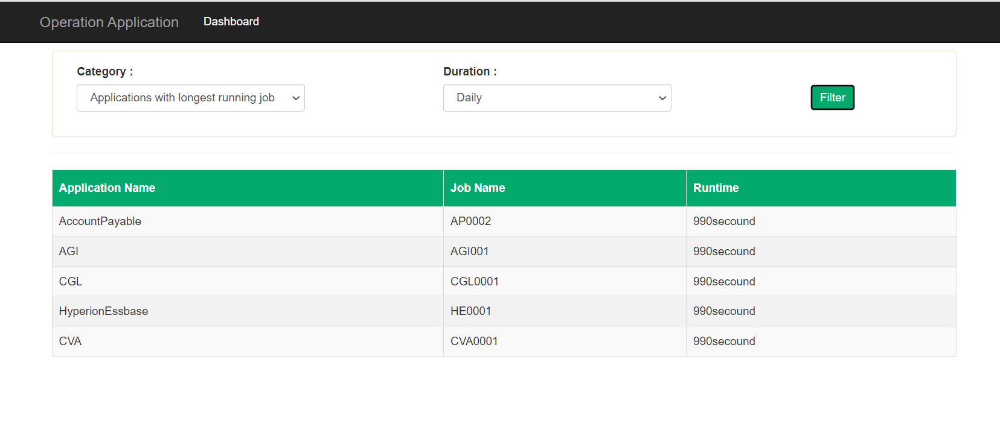 Operation Application Dashboard
Category : Duration :
Applications with longest running job Daily Filter
Application Name Job Name Runtime
AccountPayable AP0002 990secound
AGI AGI001 990secound
CGL CGL0001 990secound
HyperionEssbase HE0001 990secound
CVA CVA0001 990secound